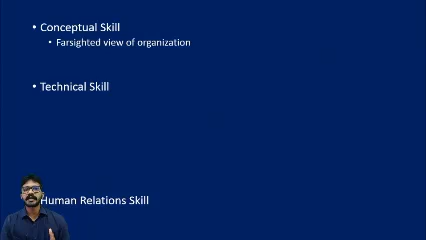 • Conceptual Skill
• Farsighted view of organization
• Technical Skill
Human Relations Skill